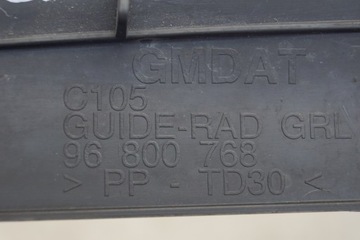 GMDAT
C105
GUIDE-RAD GRL
96 800 768
> PP - TD30 <